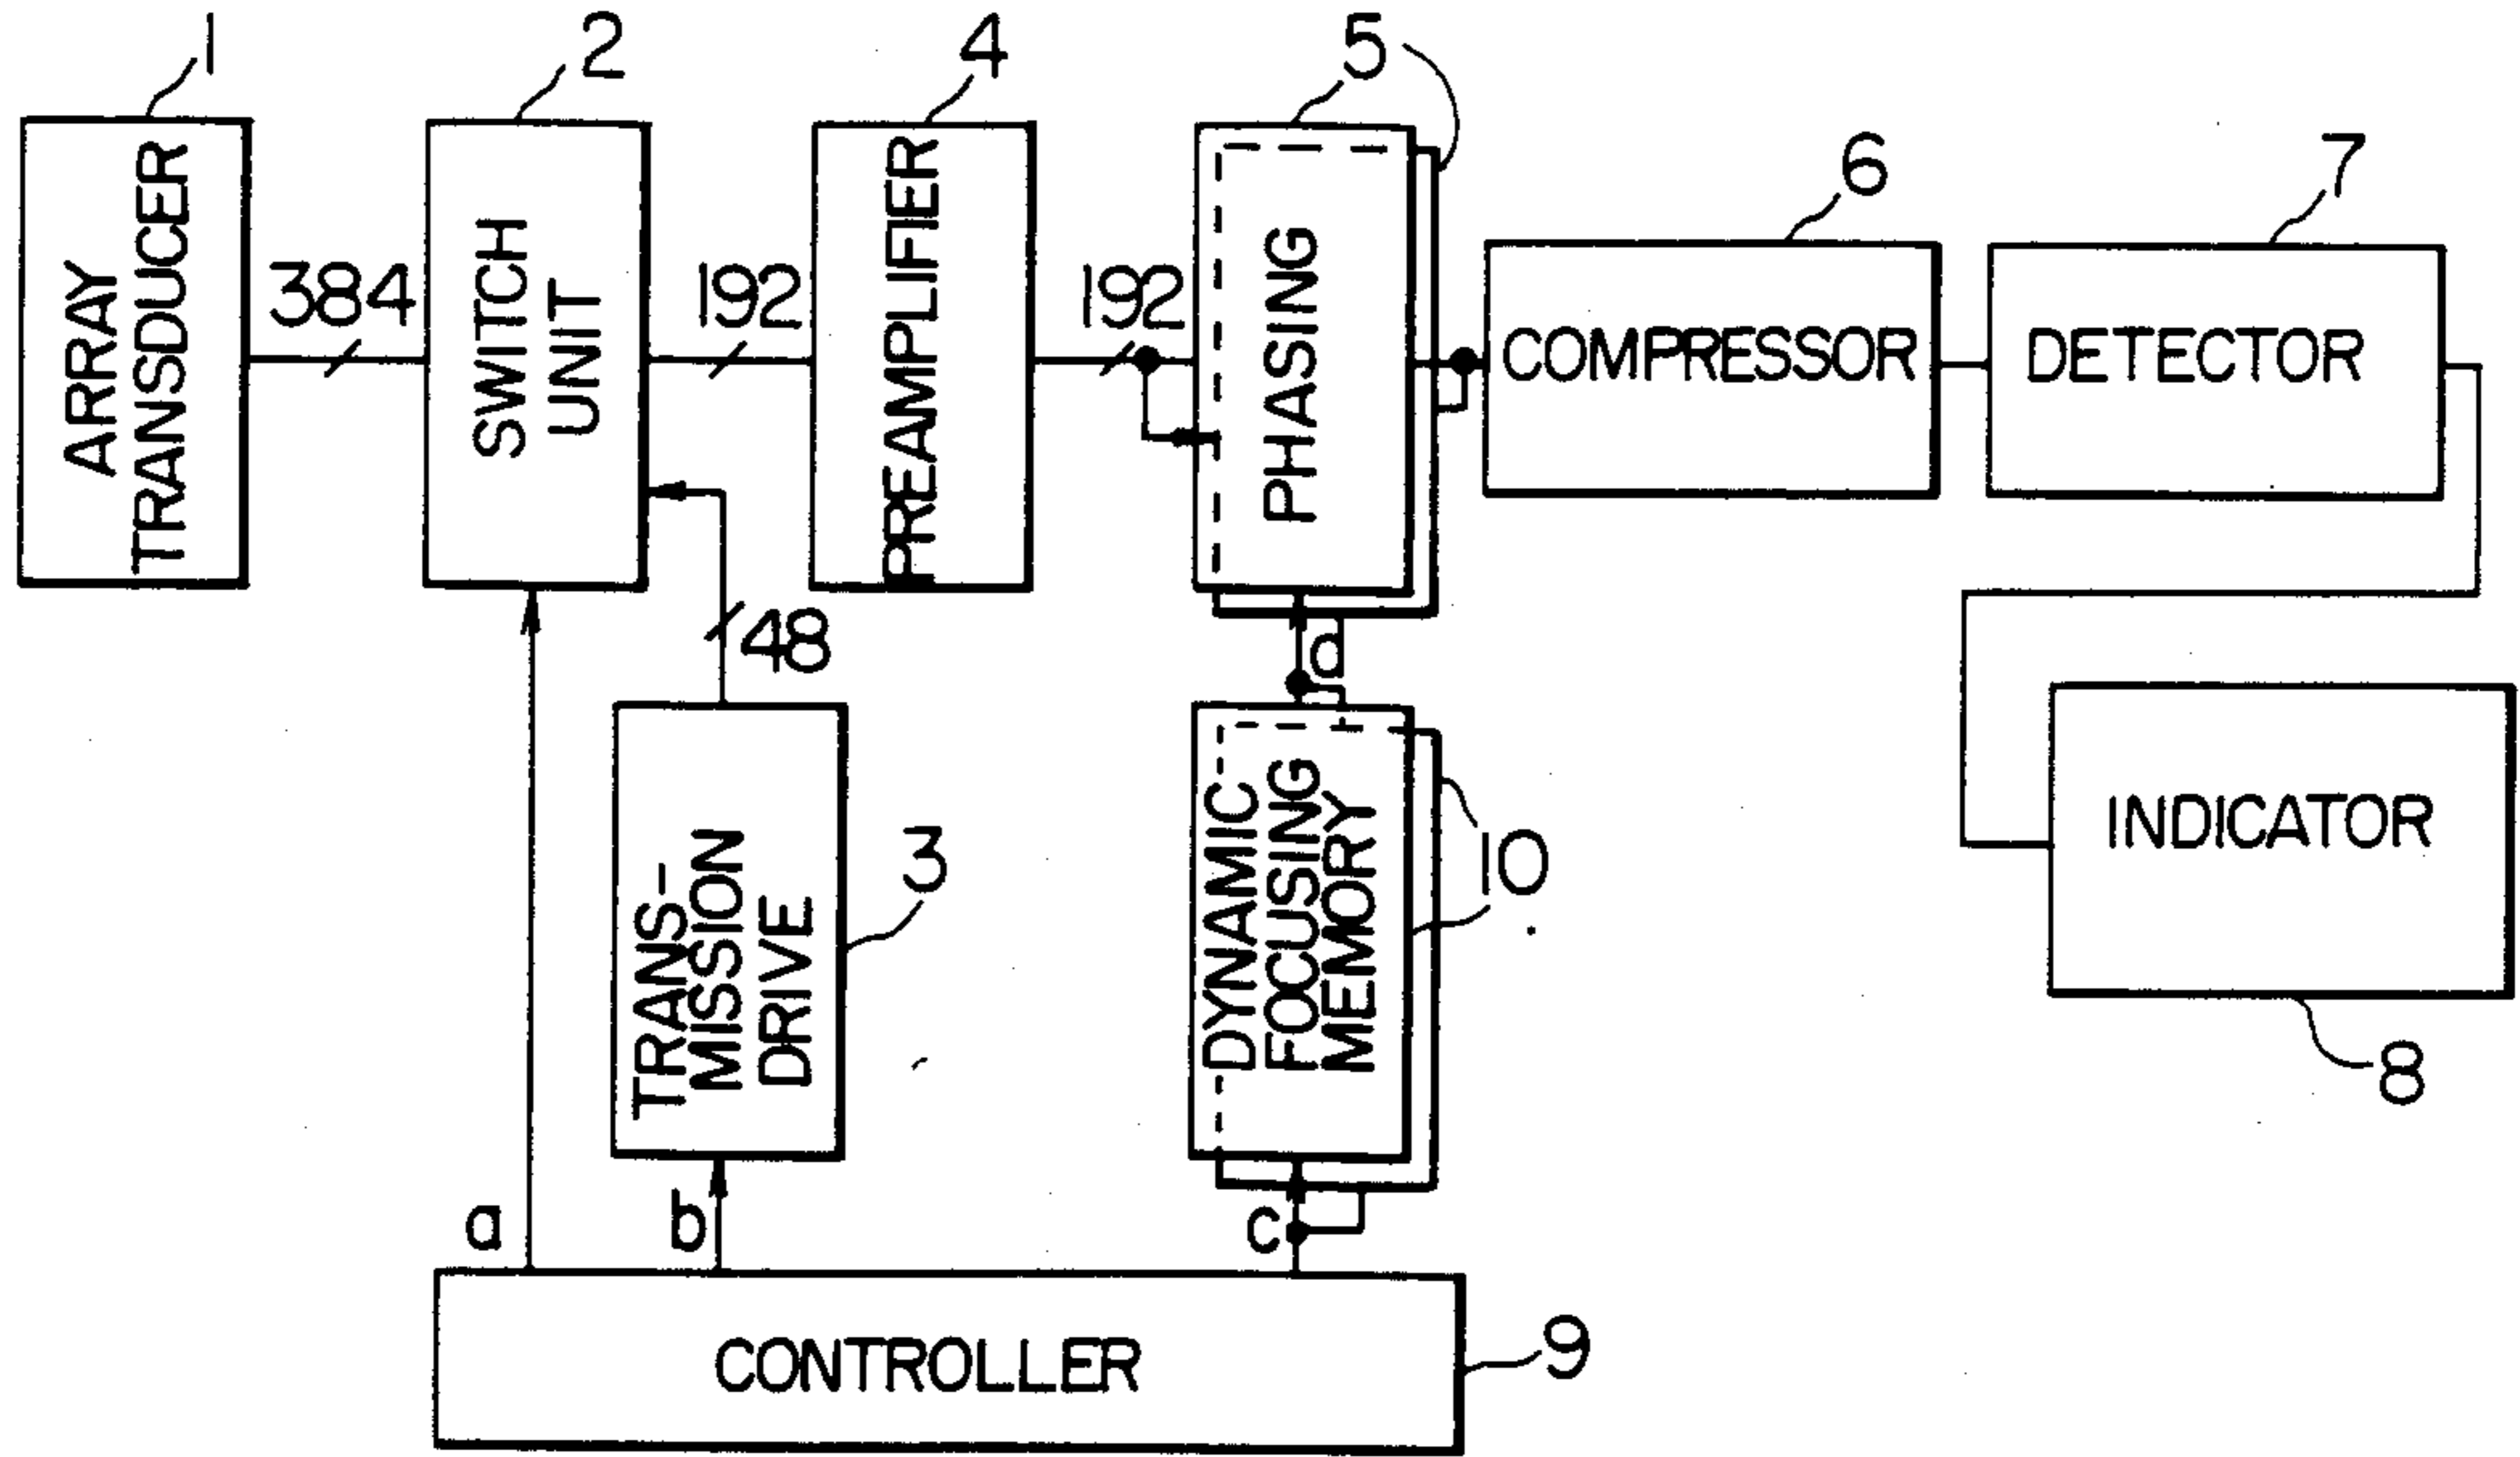 1
2
4
5
6
7
ARRAY
TRANSDUCER
384
SWITCH
UNIT
192
PREAMPLIFIER
192
PHASING
COMPRESSOR
DETECTOR
48
d
TRANS-
MISSION
DRIVE
3
DYNAMIC
FOCUSING
MEMORY
10
INDICATOR
8
a
b
c
CONTROLLER
9